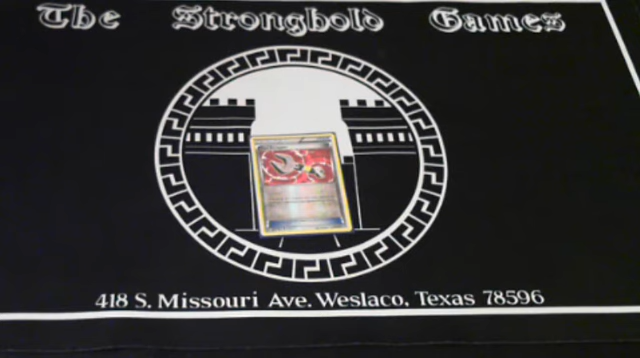 The Stronghold Games
418 S. Missouri Ave. Weslaco, Texas 78596